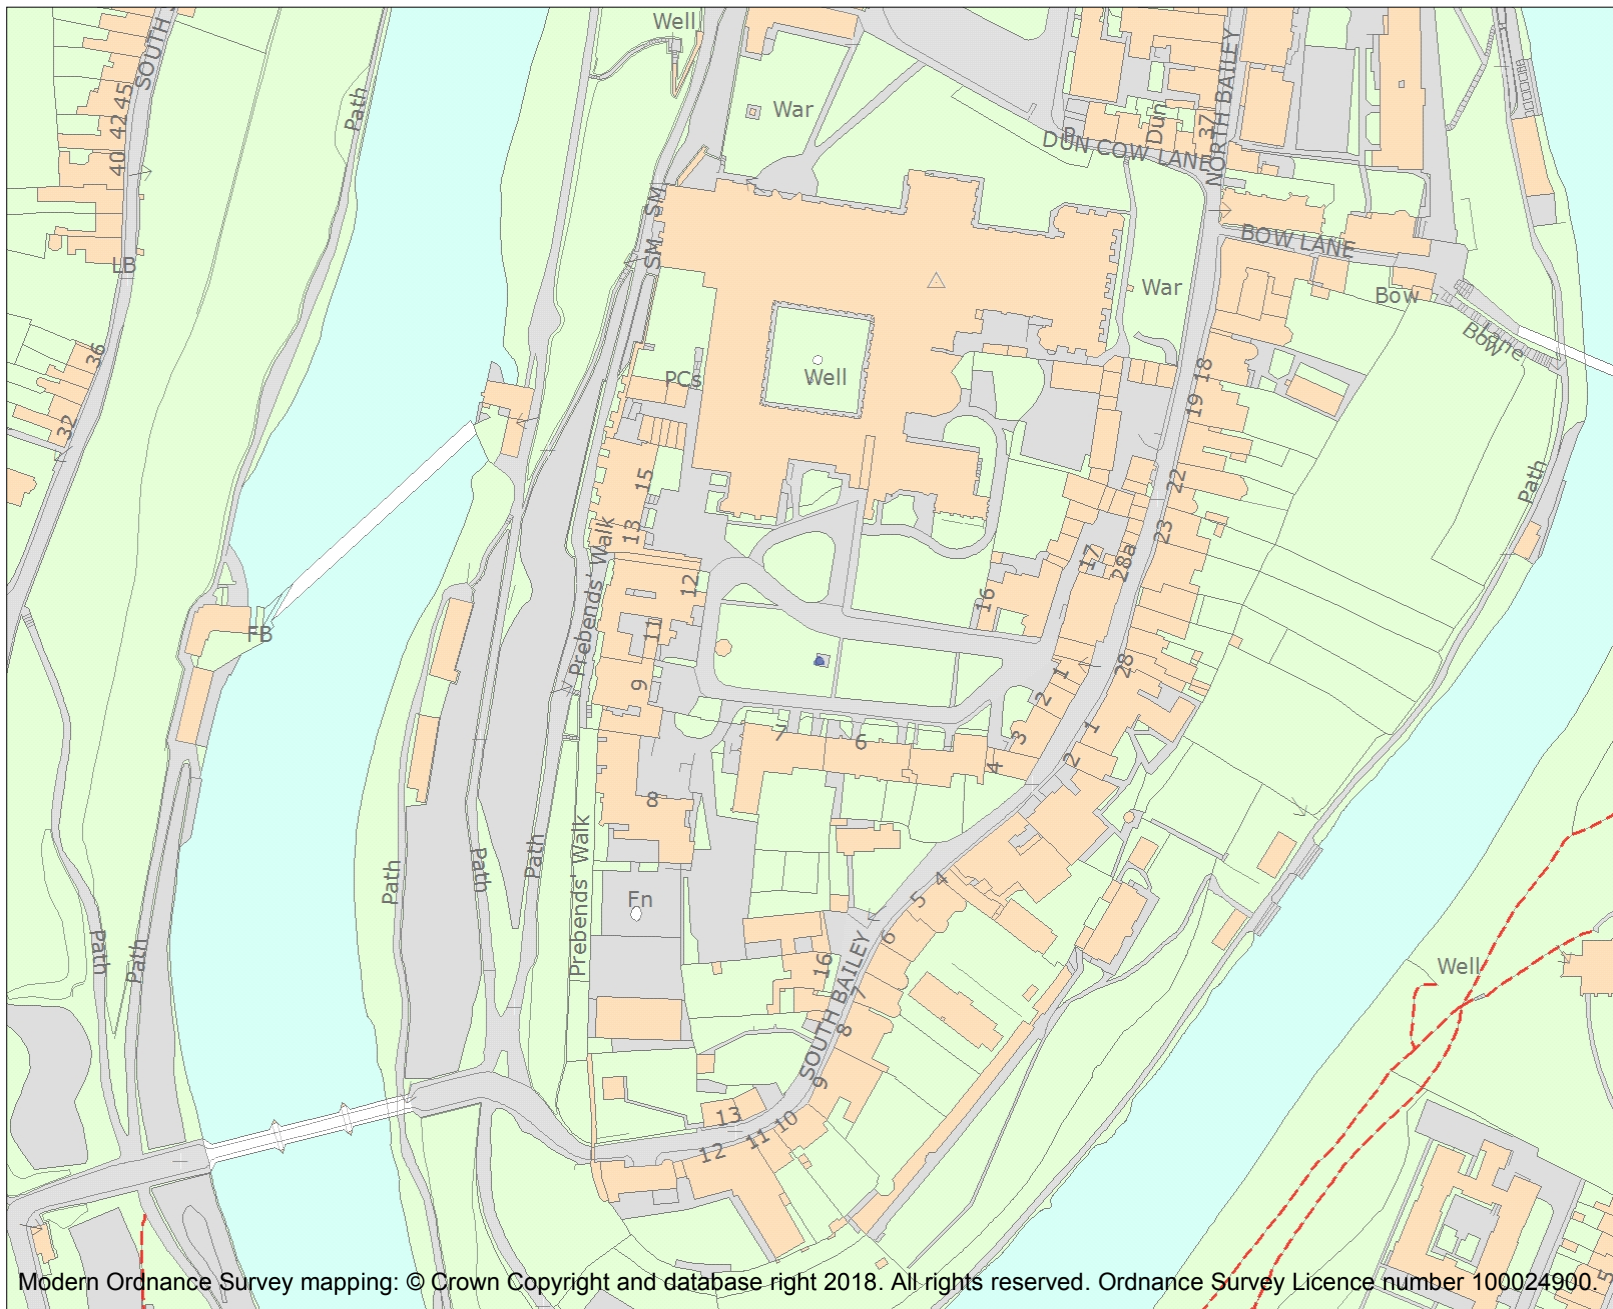 SOUTH
Well
NORTH BAILEY
45
Path
War
42
P
Dun
37
40
DUN COW LANE
SM
SM
LB
BOW LANE
War
Bow
Bow
Lane
36
PCs
Well
18
19
32
15
22
Path
13
23
Prebends' Walk
17
28a
12
16
11
FB
9
1
28
2
7
6
3
1
4
2
8
Path
Path
Path
Prebends' Walk
Fn
4
5
6
Path
Path
16
SOUTH BAILEY
7
Well
8
9
13
10
11
12
5
Modern Ordnance Survey mapping: © Crown Copyright and database right 2018. All rights reserved. Ordnance Survey Licence number 100024900.